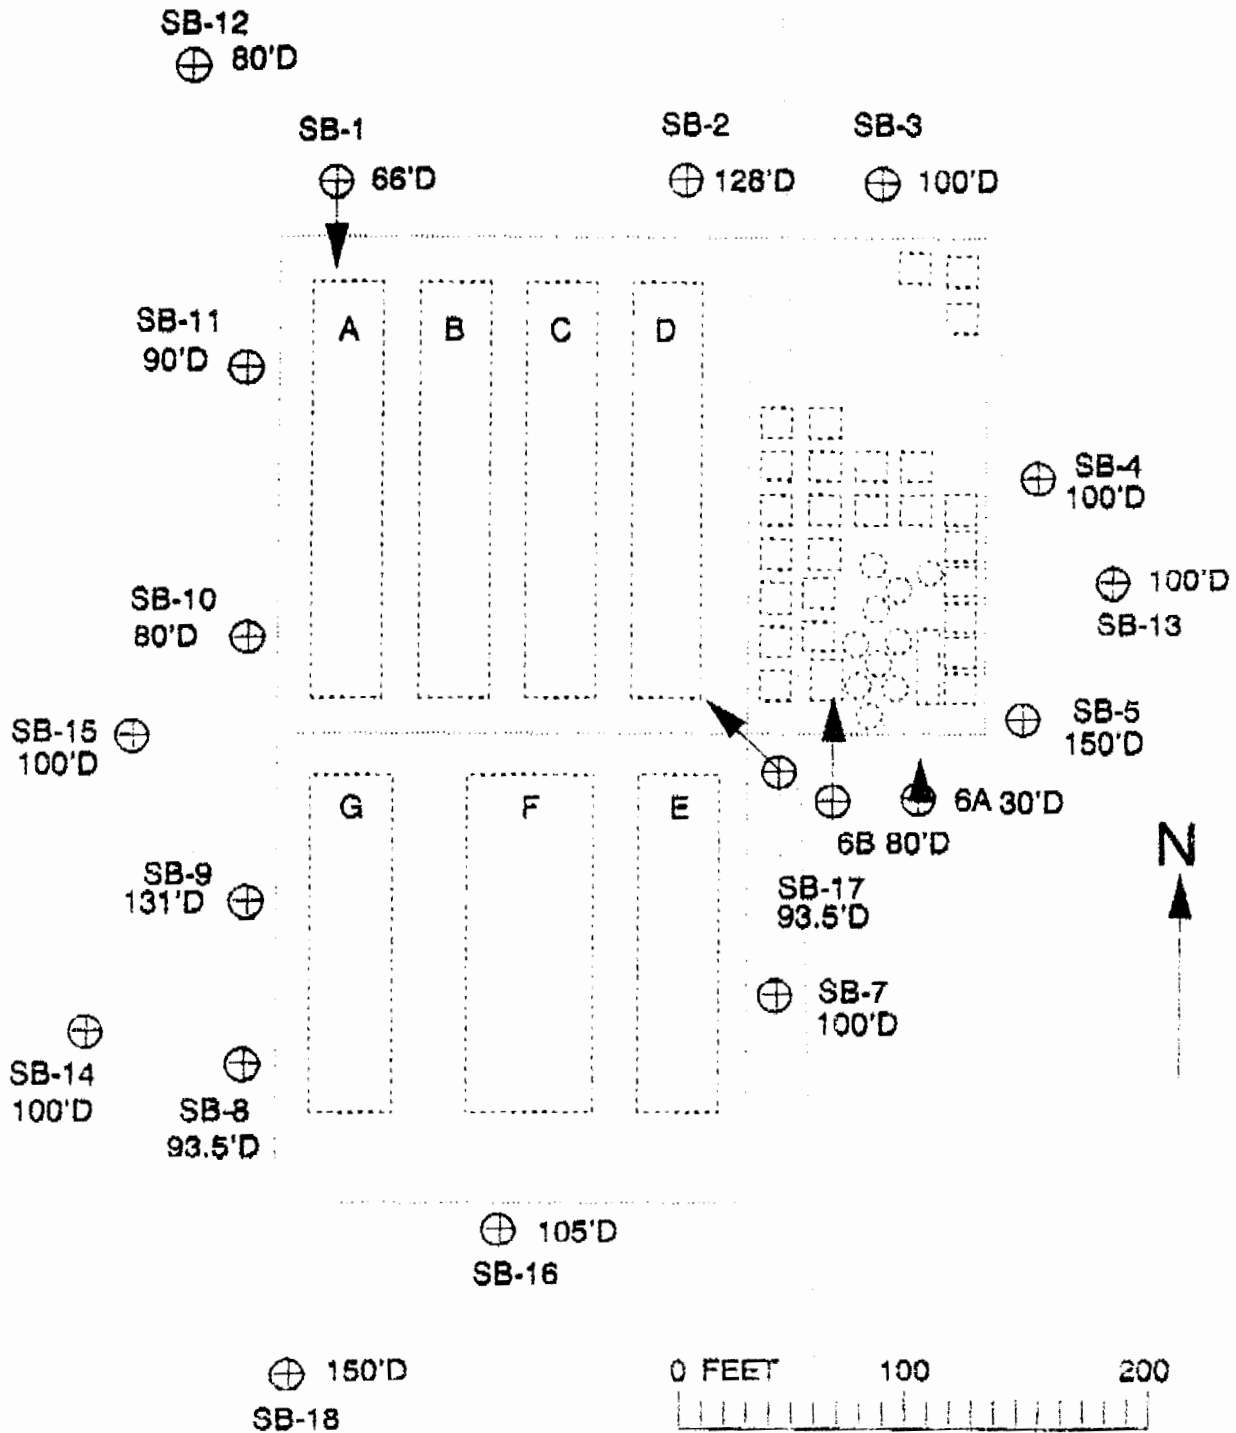 SB-12
80'D
SB-1
66'D
SB-2
128'D
SB-3
100'D
SB-11
90'D
A
B
C
D
SB-4
100'D
SB-10
80'D
100'D
SB-13
SB-15
100'D
SB-5
150'D
G
F
E
6A 30'D
6B 80'D
N
SB-9
131'D
SB-17
93.5'D
SB-7
100'D
SB-14
100'D
SB-8
93.5'D
105'D
SB-16
150'D
SB-18
0 FEET 100 200